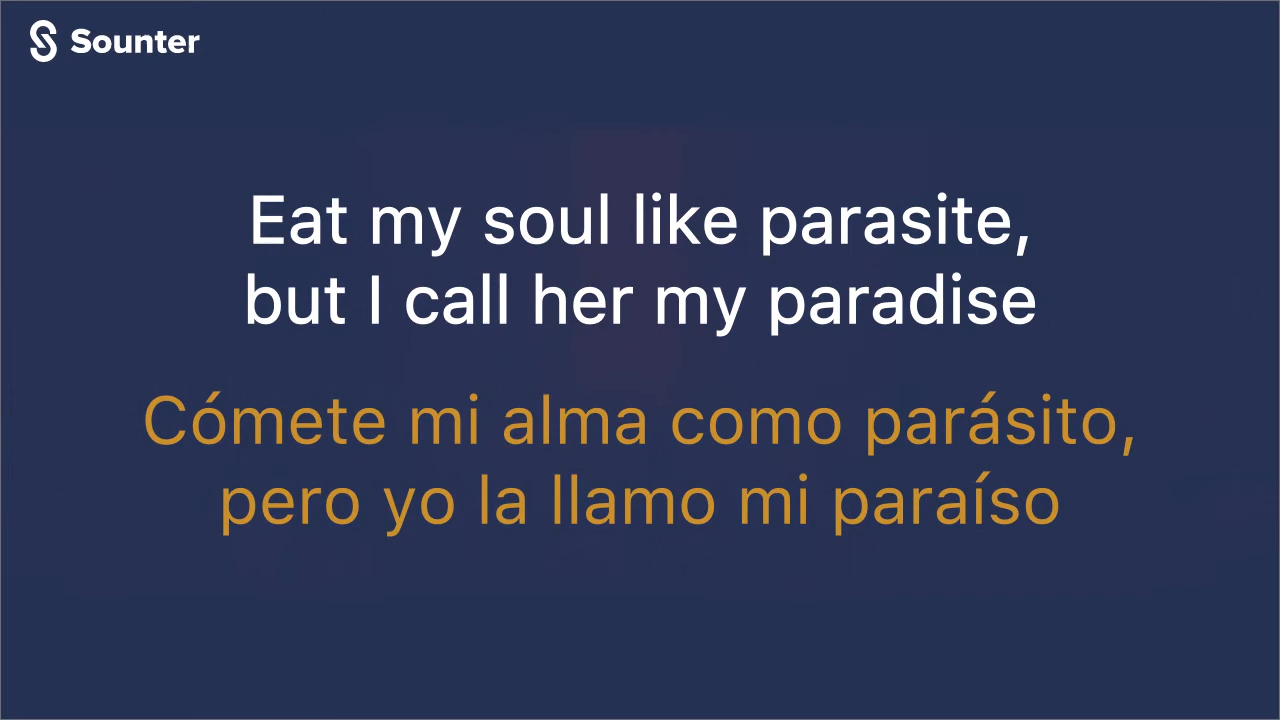 Sounter
Eat my soul like parasite,
but I call her my paradise
Cómete mi alma como parásito,
pero yo la llamo mi paraíso